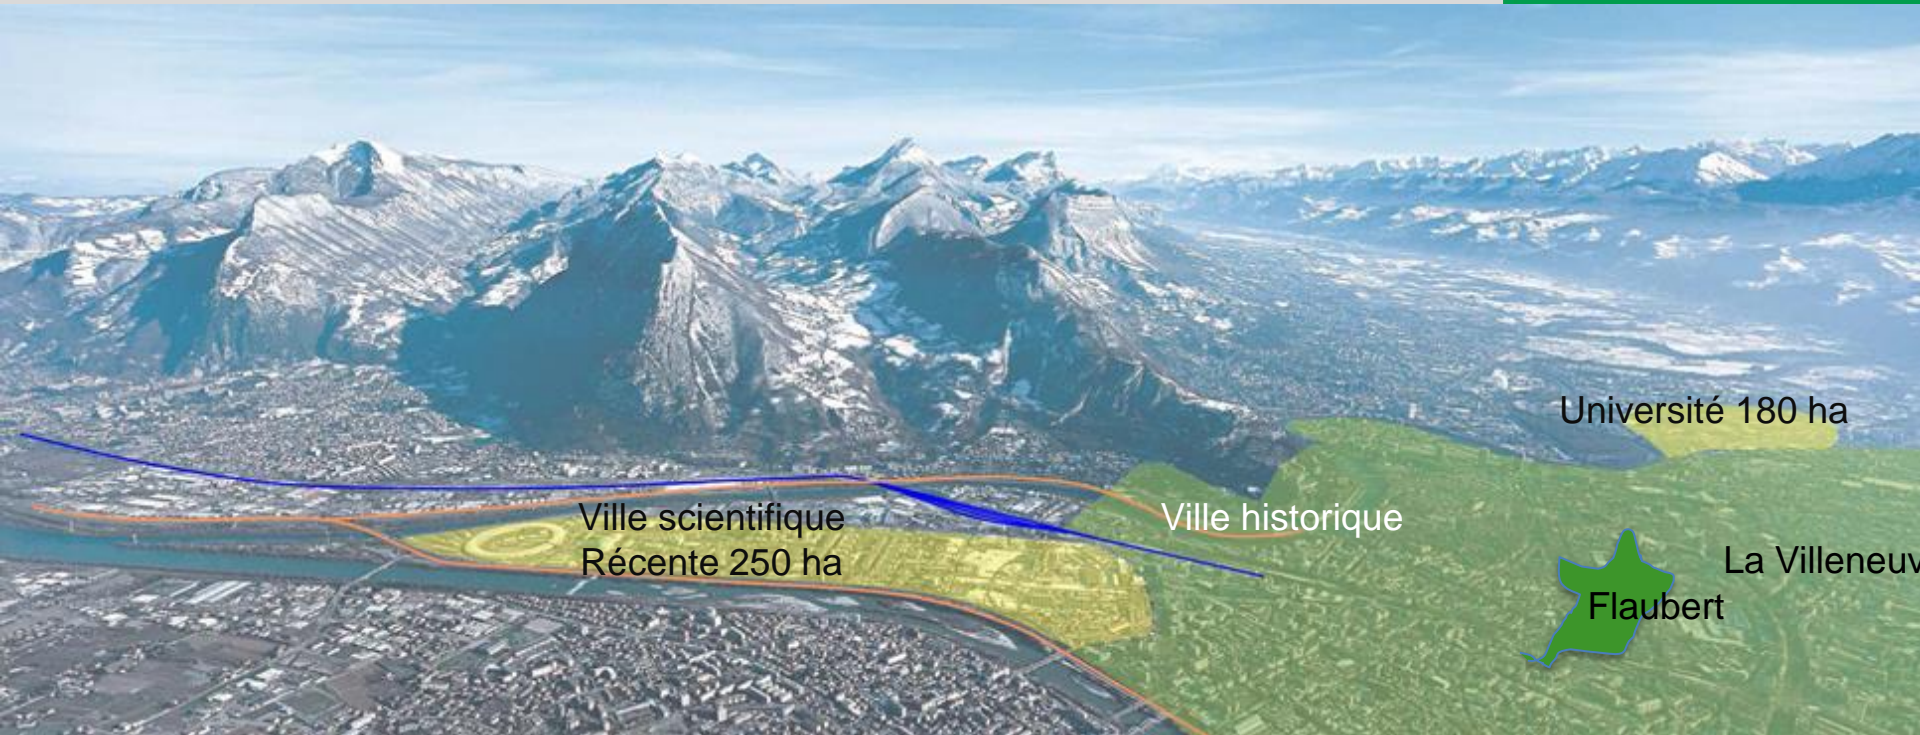 Université 180 ha
Ville scientifique
Récente 250 ha
Ville historique
La Villeneuv
Flaubert